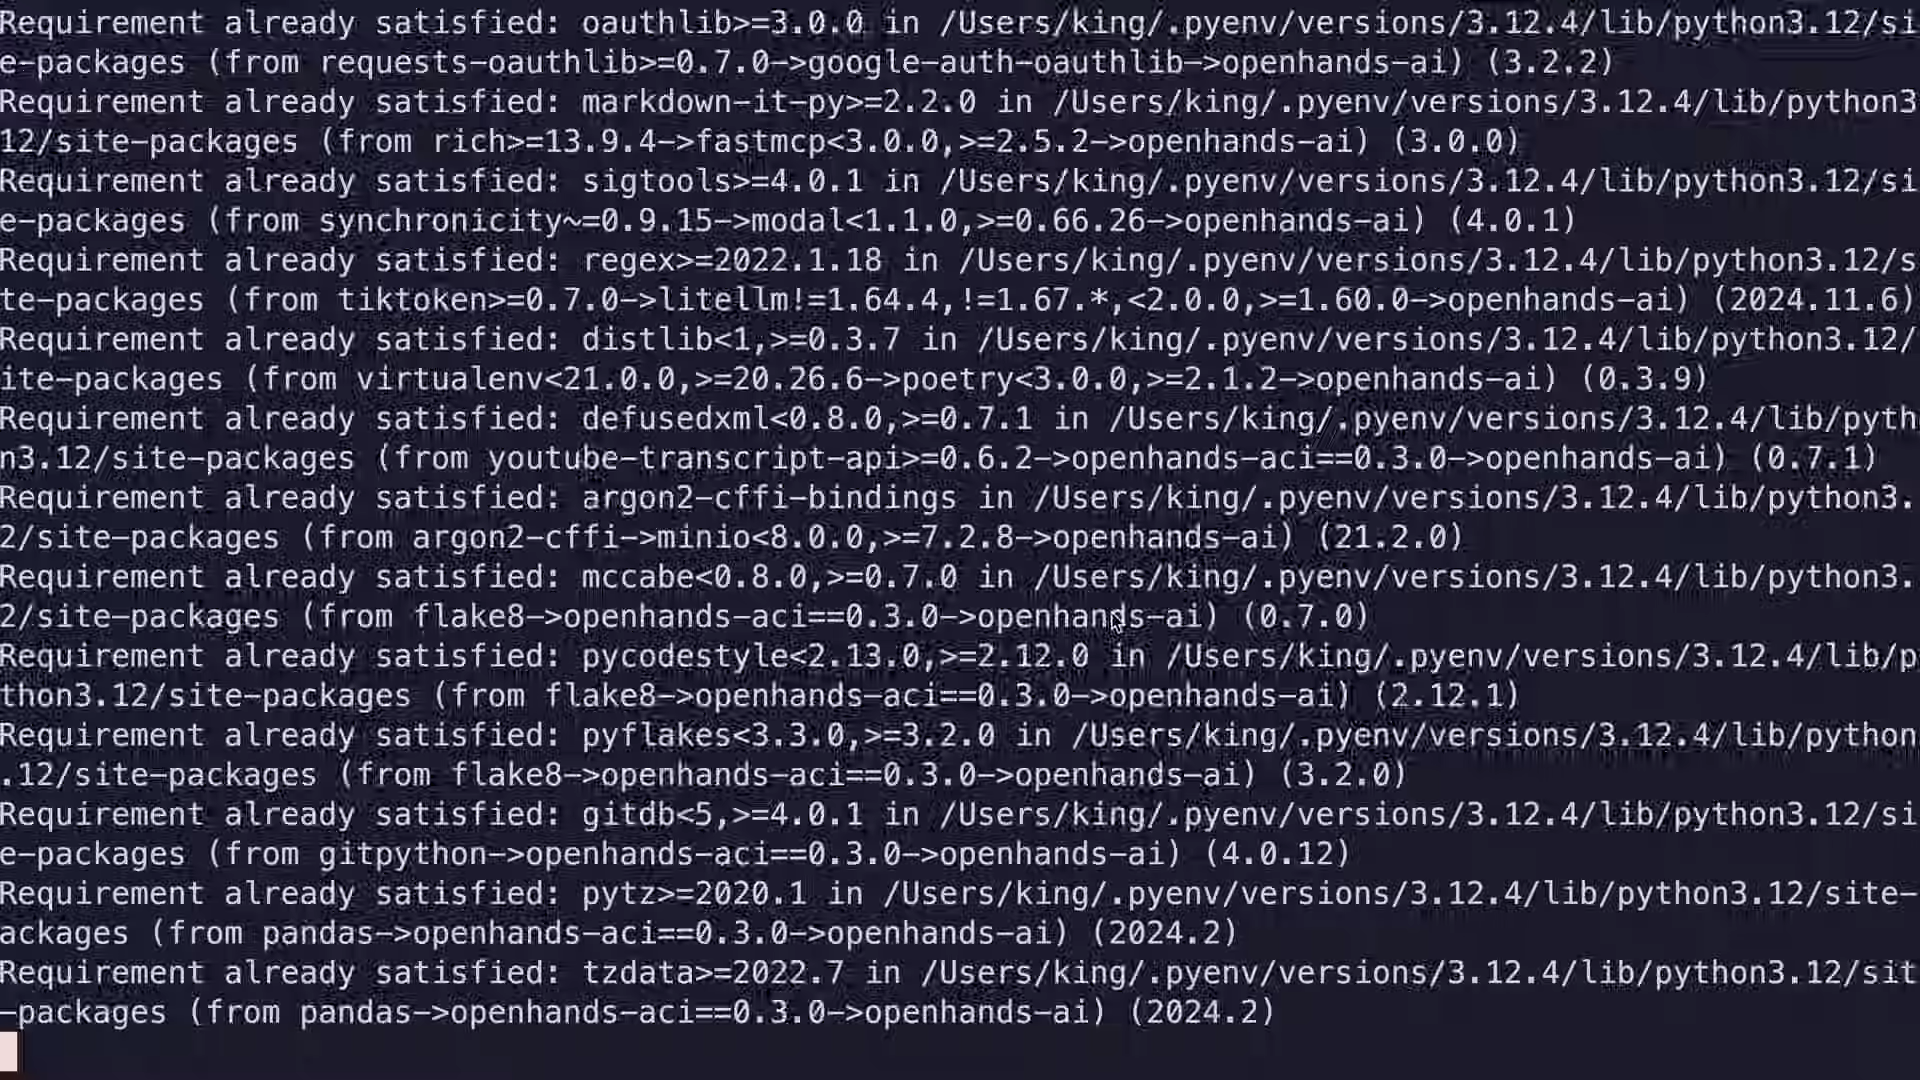 Requirement already satisfied: oauthlib>=3.0.0 in /Users/king/.pyenv/versions/3.12.4/lib/python3.12/si
e-packages (from requests-oauthlib>=0.7.0->google-auth-oauthlib->openhands-ai) (3.2.2)
Requirement already satisfied: markdown-it-py>=2.2.0 in /Users/king/.pyenv/versions/3.12.4/lib/python3
12/site-packages (from rich>=13.9.4->fastmcp<3.0.0,>=2.5.2->openhands-ai) (3.0.0)
Requirement already satisfied: sigtools>=4.0.1 in /Users/king/.pyenv/versions/3.12.4/lib/python3.12/si
e-packages (from synchronicity~=0.9.15->modal<1.1.0,>=0.66.26->openhands-ai) (4.0.1)
Requirement already satisfied: regex>=2022.1.18 in /Users/king/.pyenv/versions/3.12.4/lib/python3.12/s
te-packages (from tiktoken>=0.7.0->litellm!=1.64.4,!=1.67.*,<2.0.0,>=1.60.0->openhands-ai) (2024.11.6)
Requirement already satisfied: distlib<1,>=0.3.7 in /Users/king/.pyenv/versions/3.12.4/lib/python3.12/
ite-packages (from virtualenv<21.0.0,>=20.26.6->poetry<3.0.0,>=2.1.2->openhands-ai) (0.3.9)
Requirement already satisfied: defusedxml<0.8.0,>=0.7.1 in /Users/king/.pyenv/versions/3.12.4/lib/pyth
n3.12/site-packages (from youtube-transcript-api>=0.6.2->openhands-aci==0.3.0->openhands-ai) (0.7.1)
Requirement already satisfied: argon2-cffi-bindings in /Users/king/.pyenv/versions/3.12.4/lib/python3.
2/site-packages (from argon2-cffi->minio<8.0.0,>=7.2.8->openhands-ai) (21.2.0)
Requirement already satisfied: mccabe<0.8.0,>=0.7.0 in /Users/king/.pyenv/versions/3.12.4/lib/python3.
2/site-packages (from flake8->openhands-aci==0.3.0->openhands-ai) (0.7.0)
Requirement already satisfied: pycodestyle<2.13.0,>=2.12.0 in /Users/king/.pyenv/versions/3.12.4/lib/p
thon3.12/site-packages (from flake8->openhands-aci==0.3.0->openhands-ai) (2.12.1)
Requirement already satisfied: pyflakes<3.3.0,>=3.2.0 in /Users/king/.pyenv/versions/3.12.4/lib/python
.12/site-packages (from flake8->openhands-aci==0.3.0->openhands-ai) (3.2.0)
Requirement already satisfied: gitdb<5,>=4.0.1 in /Users/king/.pyenv/versions/3.12.4/lib/python3.12/si
e-packages (from gitpython->openhands-aci==0.3.0->openhands-ai) (4.0.12)
Requirement already satisfied: pytz>=2020.1 in /Users/king/.pyenv/versions/3.12.4/lib/python3.12/site-
ackages (from pandas->openhands-aci==0.3.0->openhands-ai) (2024.2)
Requirement already satisfied: tzdata>=2022.7 in /Users/king/.pyenv/versions/3.12.4/lib/python3.12/sit
-packages (from pandas->openhands-aci==0.3.0->openhands-ai) (2024.2)